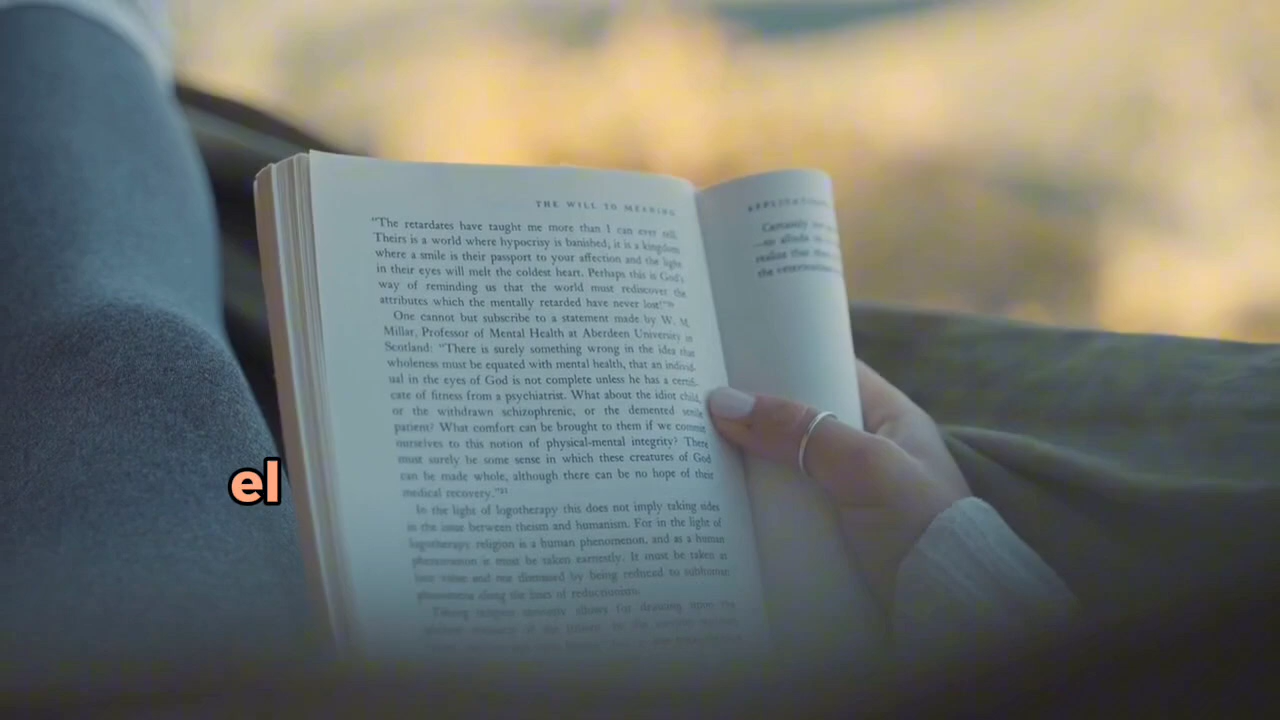 THE WILL TO MEANING
"The retardates have taught me more than I can ever tell.
Theirs is a world where hypocrisy is banished; it is a kingdom
where a smile is their passport to your affection and the light
in their eyes will melt the coldest heart. Perhaps this is God's
way of reminding us that the world must rediscover the
attributes which the mentally retarded have never lost!"
One cannot but subscribe to a statement made by W. M.
Millar, Professor of Mental Health at Aberdeen University in
Scotland: "There is surely something wrong in the idea that
wholeness must be equated with mental health, that an individ-
ual in the eyes of God is not complete unless he has a certifi-
cate of fitness from a psychiatrist. What about the idiot child,
or the withdrawn schizophrenic, or the demented senile
patient? What comfort can be brought to them if we commit
ourselves to this notion of physical-mental integrity? There
must surely be some sense in which these creatures of God
can be made whole, although there can be no hope of their
medical recovery."21
In the light of logotherapy this does not imply taking sides
in the issue between theism and humanism. For in the light of
logotherapy religion is a human phenomenon, and as a human
phenomenon it must be taken earnestly. It must be taken at
face value and not dismissed by being reduced to subhuman
phenomena along the lines of reductionism.
Certainly
the veterinarian
el